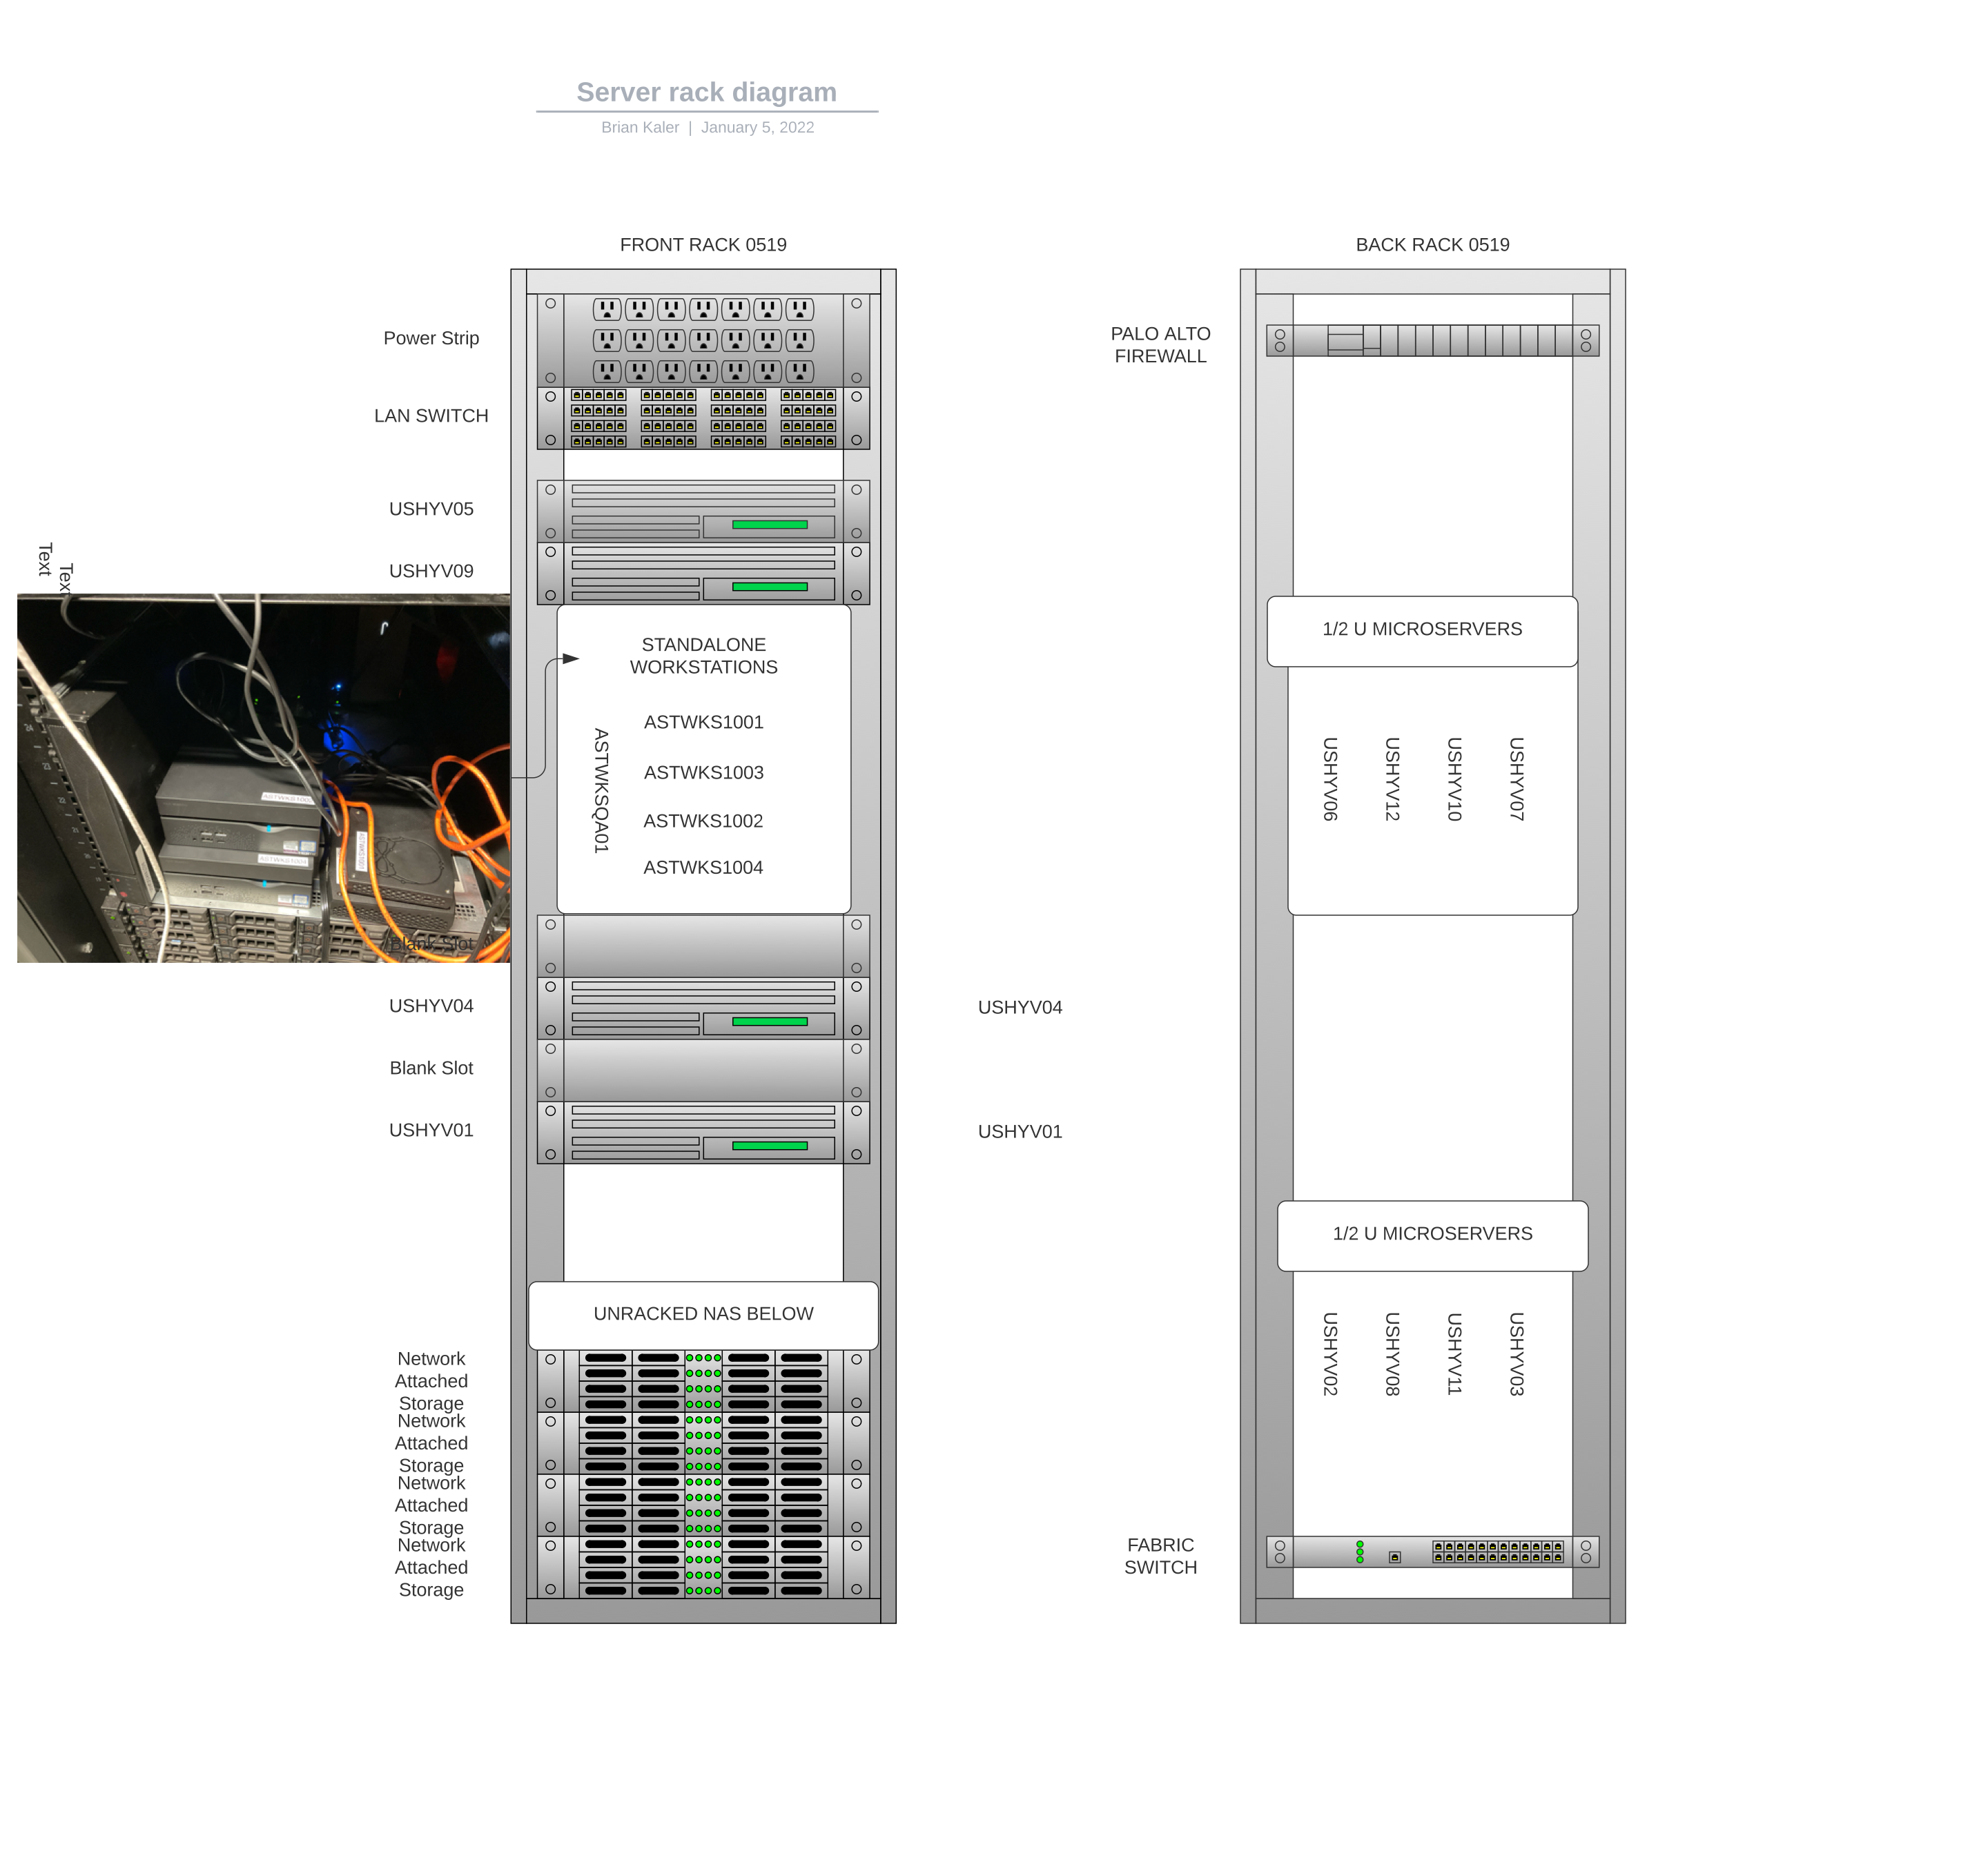 Server rack diagram
Brian Kaler | January 5, 2022
FRONT RACK 0519
BACK RACK 0519
Power Strip
PALO ALTO
FIREWALL
LAN SWITCH
USHYV05
USHYV09
Text
Text
STANDALONE
WORKSTATIONS
ASTWKS1001
ASTWKS1003
ASTWKS1002
ASTWKS1004
ASTWKSQA01
1/2 U MICROSERVERS
USHYV06
USHYV12
USHYV10
USHYV07
Blank Slot
USHYV04
USHYV04
Blank Slot
USHYV01
USHYV01
1/2 U MICROSERVERS
USHYV02
USHYV08
USHYV11
USHYV03
UNRACKED NAS BELOW
Network
Attached
Storage
Network
Attached
Storage
Network
Attached
Storage
Network
Attached
Storage
FABRIC
SWITCH